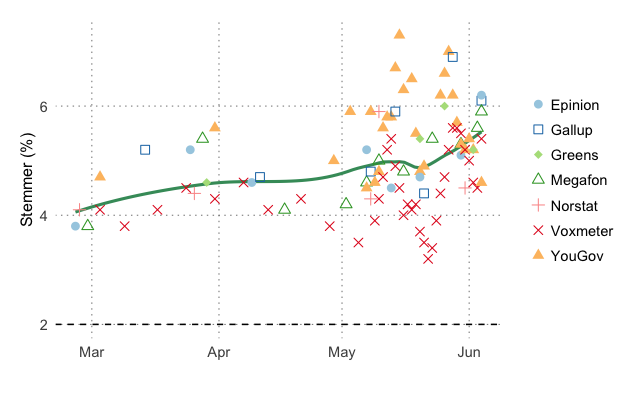 Stemmer (%)
6
4
2
Mar
Apr
May
Jun
Epinion
Gallup
Greens
Megafon
Norstat
Voxmeter
YouGov